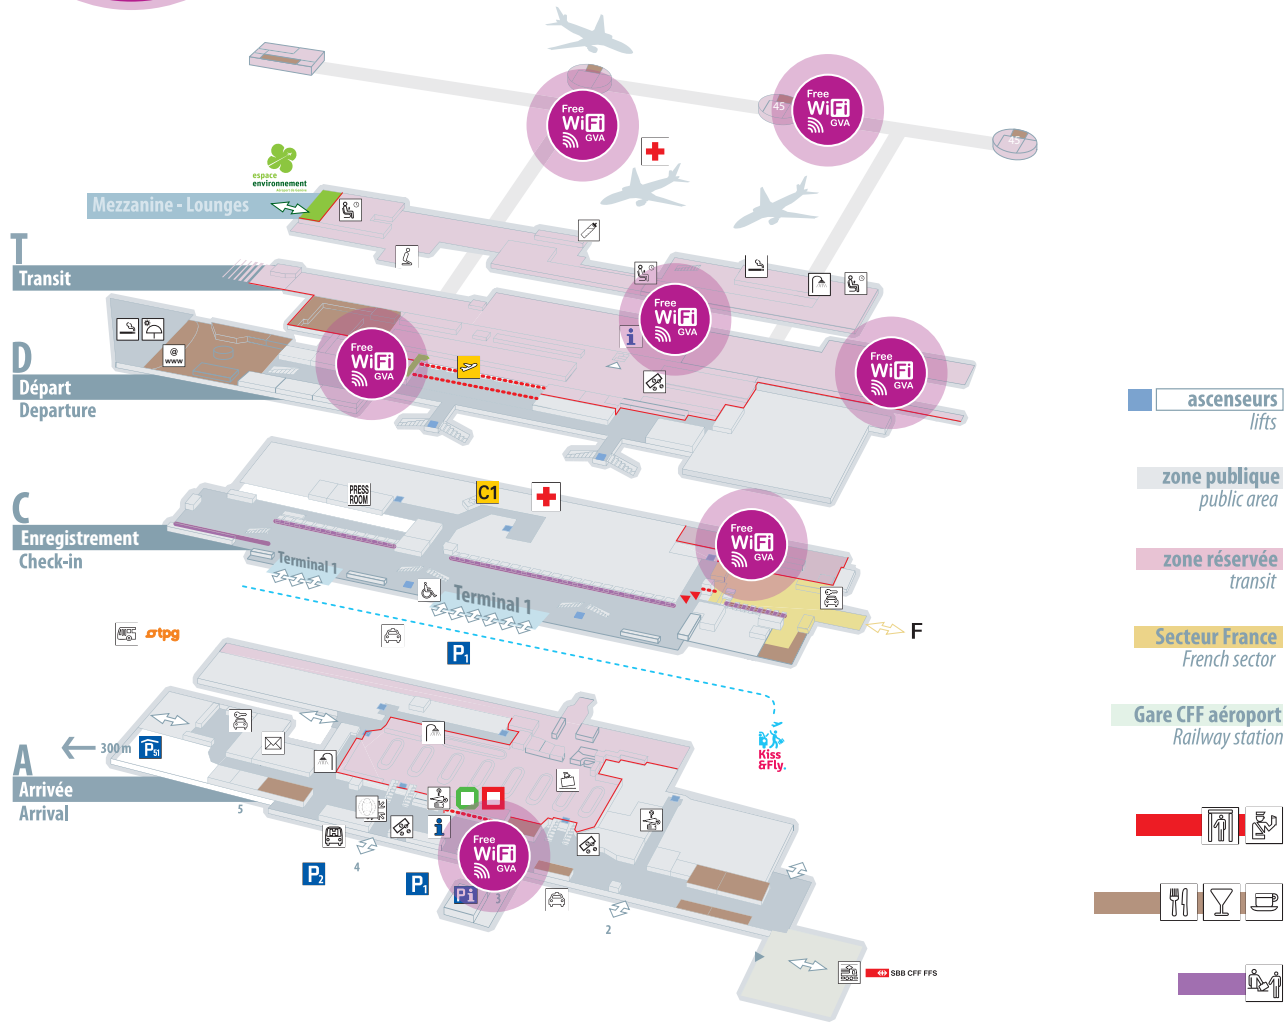 45
45
Free
WiFi
GVA
Free
WiFi
GVA
espace
environnement
Mezzanine - Lounges
T
Transit
Free
WiFi
GVA
i
@
www
Free
WiFi
GVA
Free
WiFi
GVA
D
Départ
Departure
ascenseurs
lifts
zone publique
public area
PRESS
ROOM
C1
C
Enregistrement
Check-in
Free
WiFi
GVA
Terminal 1
Terminal 1
zone réservée
transit
F
tpg
P1
Secteur France
French sector
Gare CFF aéroport
Railway station
Kiss
&Fly.
300 m
P51
A
Arrivée
Arrival
5
i
Free
WiFi
GVA
4
P2
P1
Pi
3
2
SBB CFF FFS